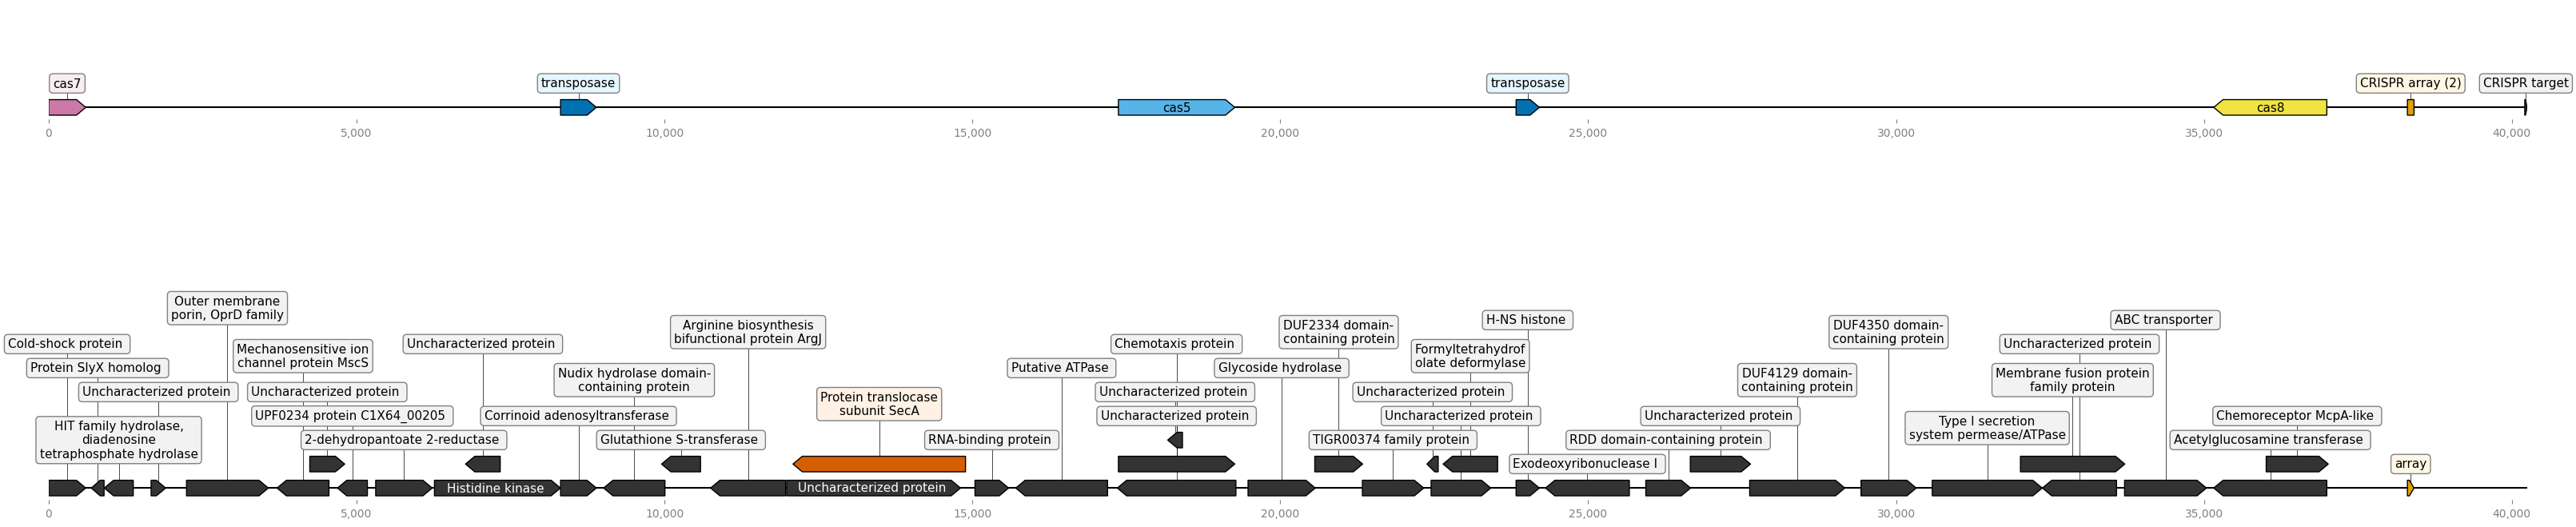 cas7
transposase
cas5
transposase
cas8
CRISPR array (2)
CRISPR target
0
5,000
10,000
15,000
20,000
25,000
30,000
35,000
40,000
Outer membrane
porin, OprD family
Cold-shock protein
Protein SlyX homolog
Uncharacterized protein
HIT family hydrolase,
diadenosine
tetraphosphate hydrolase
Mechanosensitive ion
channel protein MscS
Uncharacterized protein
UPF0234 protein C1X64_00205
2-dehydropantoate 2-reductase
Uncharacterized protein
Histidine kinase
Corrinoid adenosyltransferase
Nudix hydrolase domain-
containing protein
Glutathione S-transferase
Arginine biosynthesis
bifunctional protein ArgJ
Protein translocase
subunit SecA
Uncharacterized protein
RNA-binding protein
Putative ATPase
Chemotaxis protein
Uncharacterized protein
Uncharacterized protein
Glycoside hydrolase
DUF2334 domain-
containing protein
TIGR00374 family protein
Uncharacterized protein
Uncharacterized protein
Formyltetrahydrof
olate deformylase
H-NS histone
Exodeoxyribonuclease I
RDD domain-containing protein
Uncharacterized protein
DUF4129 domain-
containing protein
DUF4350 domain-
containing protein
Type I secretion
system permease/ATPase
Uncharacterized protein
Membrane fusion protein
family protein
ABC transporter
Chemoreceptor McpA-like
Acetylglucosamine transferase
array
0
5,000
10,000
15,000
20,000
25,000
30,000
35,000
40,000